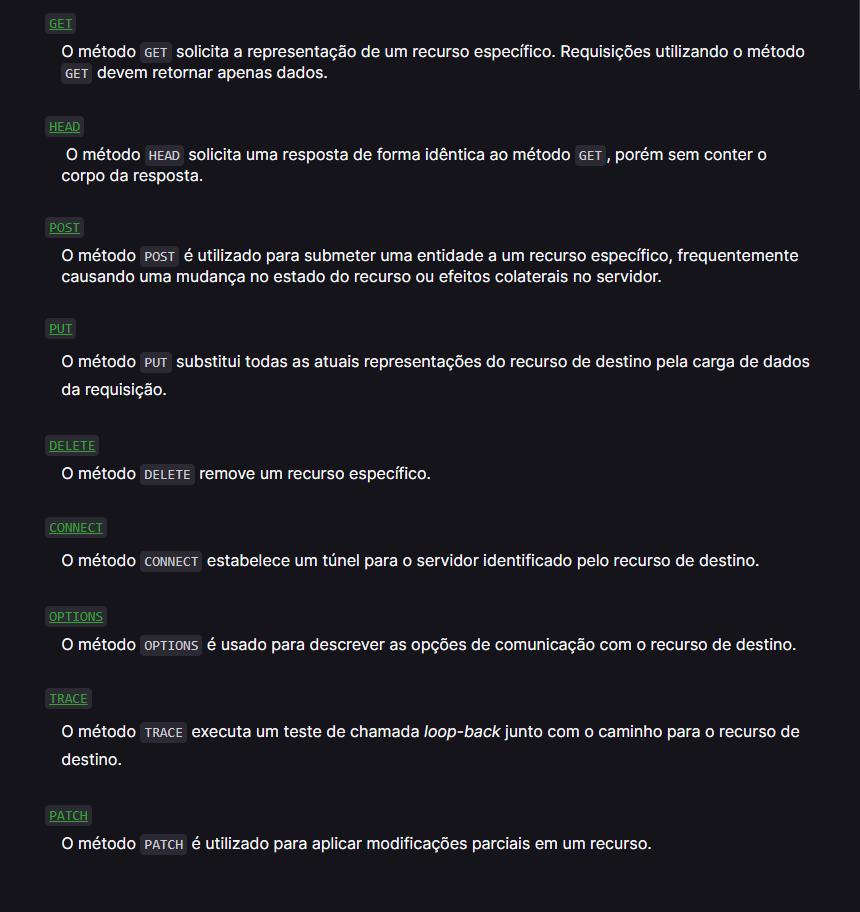 GET
O método GET solicita a representação de um recurso específico. Requisições utilizando o método
GET devem retornar apenas dados.
HEAD
O método HEAD solicita uma resposta de forma idêntica ao método GET, porém sem conter o
corpo da resposta.
POST
O método POST é utilizado para submeter uma entidade a um recurso específico, frequentemente
causando uma mudança no estado do recurso ou efeitos colaterais no servidor.
PUT
O método PUT substitui todas as atuais representações do recurso de destino pela carga de dados
da requisição.
DELETE
O método DELETE remove um recurso específico.
CONNECT
O método CONNECT estabelece um túnel para o servidor identificado pelo recurso de destino.
OPTIONS
O método OPTIONS é usado para descrever as opções de comunicação com o recurso de destino.
TRACE
O método TRACE executa um teste de chamada loop-back junto com o caminho para o recurso de
destino.
PATCH
O método PATCH é utilizado para aplicar modificações parciais em um recurso.